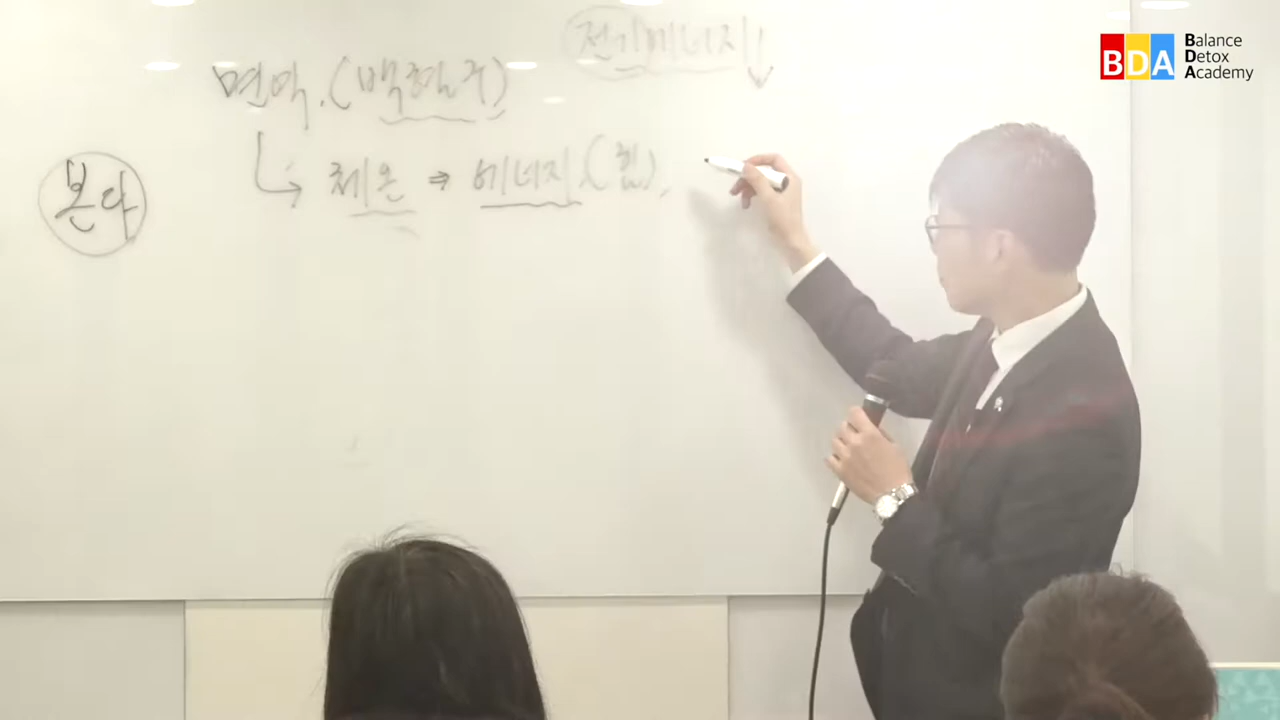 전기에너지↓
면역.(백혈구)
본다
↳ 체온 ⇒ 에너지.(힘),
BDA
Balance
Detox
Academy